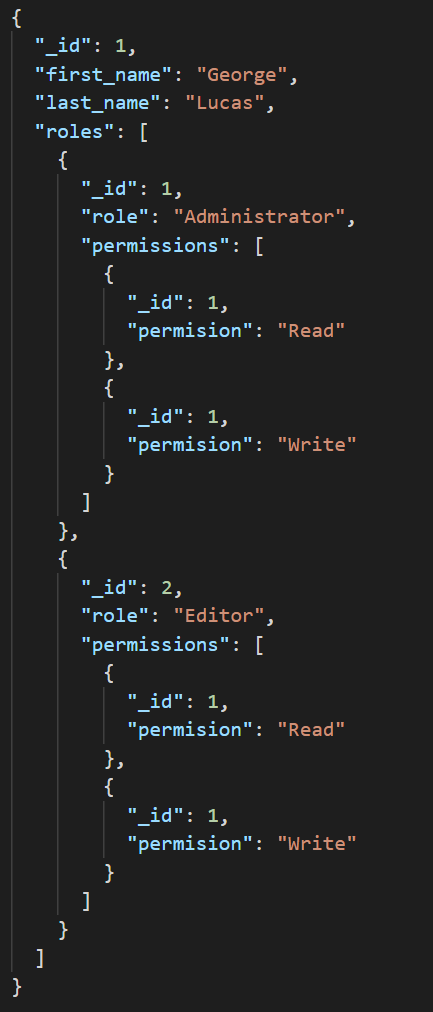 {
  "_id": 1,
  "first_name": "George",
  "last_name": "Lucas",
  "roles": [
    {
      "_id": 1,
      "role": "Administrator",
      "permissions": [
        {
          "_id": 1,
          "permision": "Read"
        },
        {
          "_id": 1,
          "permision": "Write"
        }
      ]
    },
    {
      "_id": 2,
      "role": "Editor",
      "permissions": [
        {
          "_id": 1,
          "permision": "Read"
        },
        {
          "_id": 1,
          "permision": "Write"
        }
      ]
    }
  ]
}